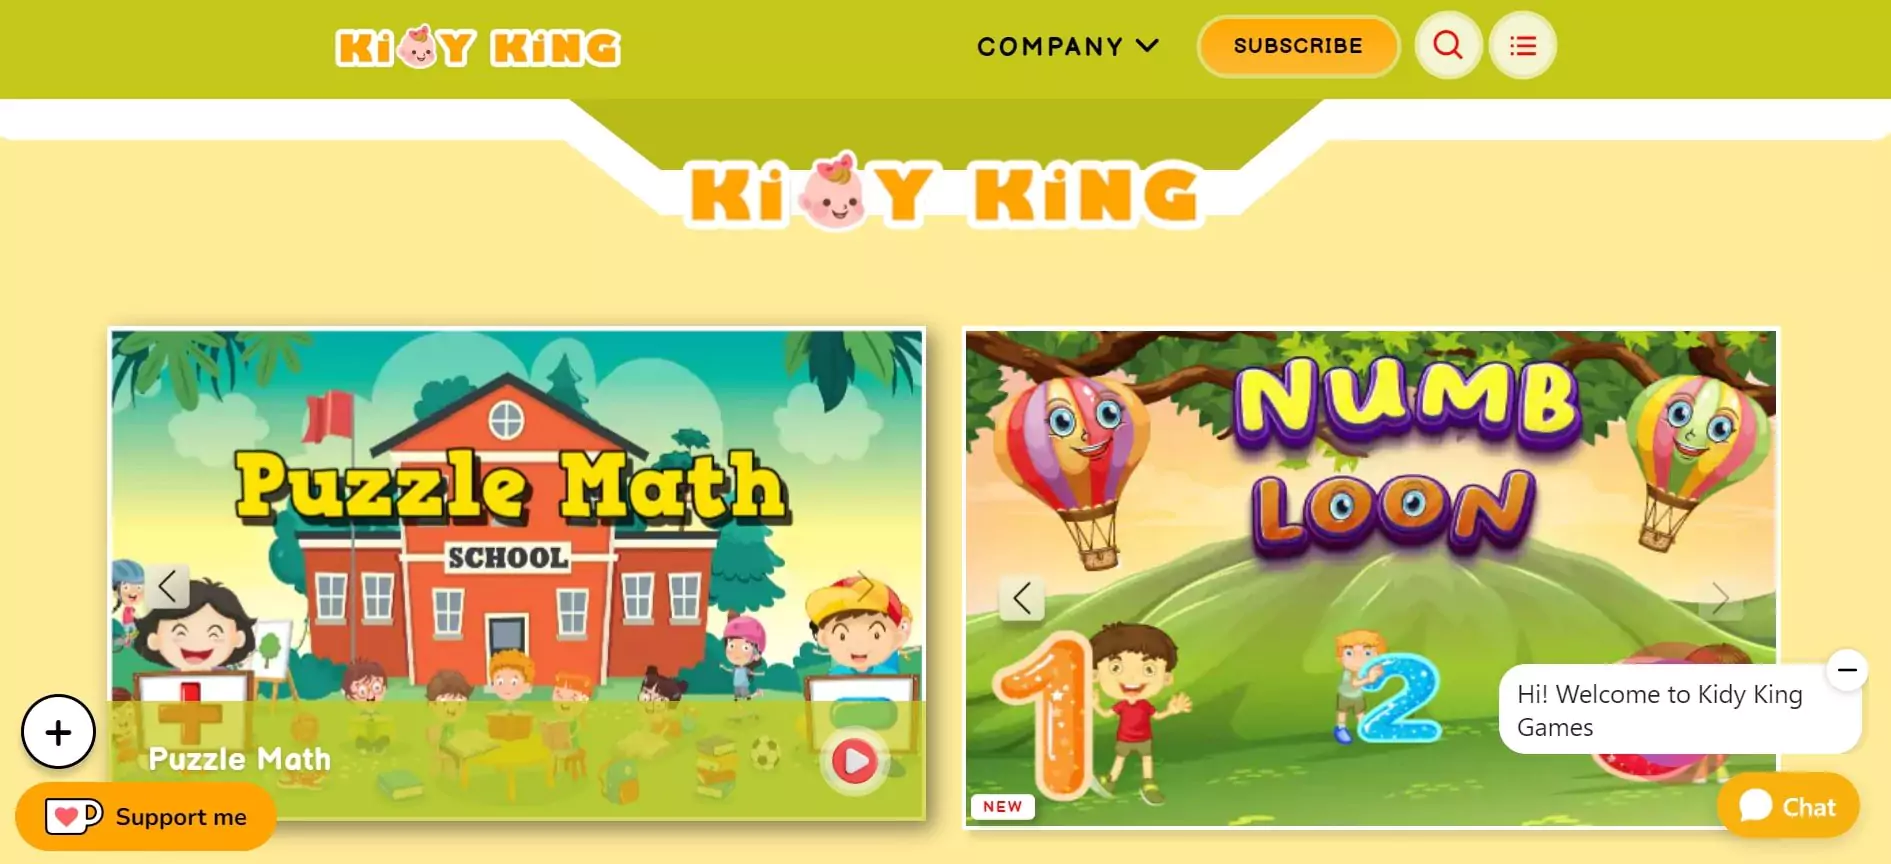 KiDY KiNG
COMPANY
SUBSCRIBE
KiDY KiNG
Puzzle Math
SCHOOL
Puzzle Math
NUMB
LOON
1
2
NEW
Hi! Welcome to Kidy King
Games
Support me
Chat